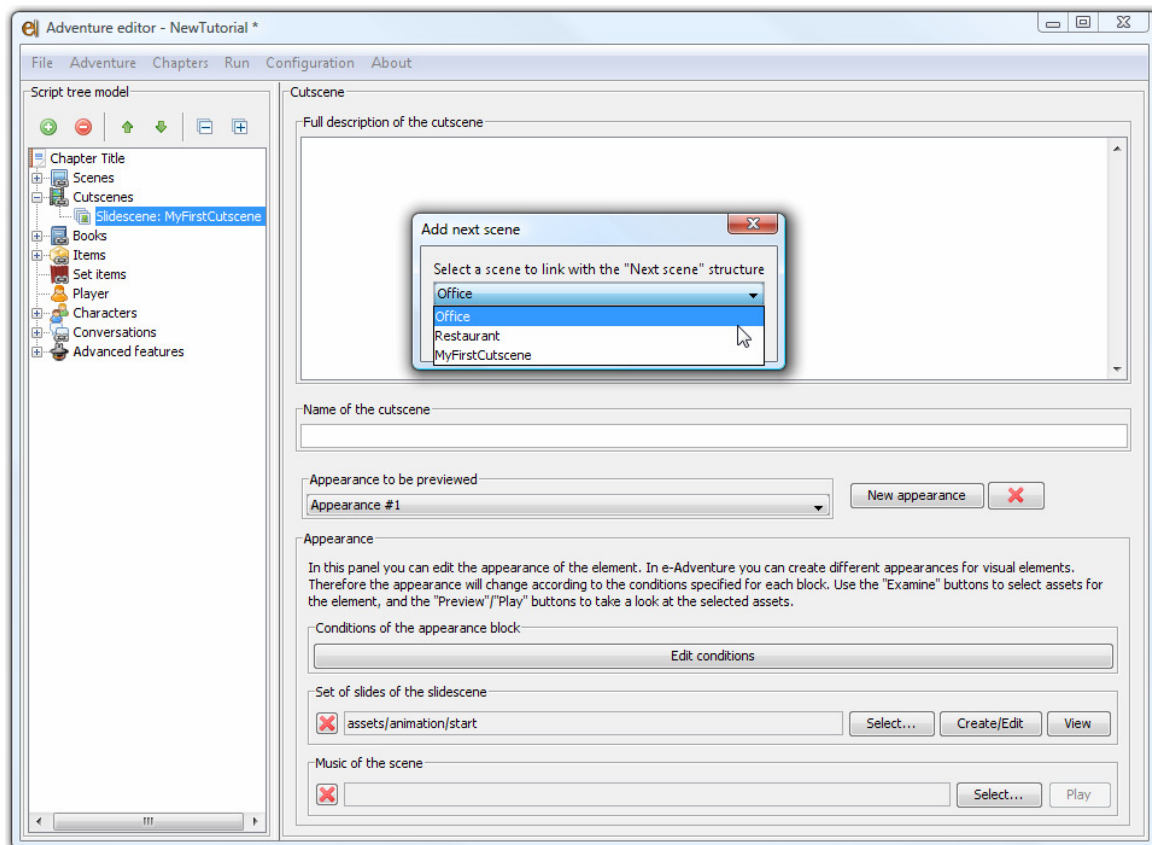 Adventure editor - NewTutorial *
File Adventure Chapters Run Configuration About
Script tree model
Chapter Title
Scenes
Cutscenes
Slidescene: MyFirstCutscene
Books
Items
Set items
Player
Characters
Conversations
Advanced features
Cutscene
Full description of the cutscene
Add next scene
Select a scene to link with the "Next scene" structure
Office
Office
Restaurant
MyFirstCutscene
Name of the cutscene
Appearance to be previewed
Appearance #1
New appearance
Appearance
In this panel you can edit the appearance of the element. In e-Adventure you can create different appearances for visual elements.
Therefore the appearance will change according to the conditions specified for each block. Use the "Examine" buttons to select assets for
the element, and the "Preview"/"Play" buttons to take a look at the selected assets.
Conditions of the appearance block
Edit conditions
Set of slides of the slidescene
assets/animation/start
Select... Create/Edit View
Music of the scene
Select... Play